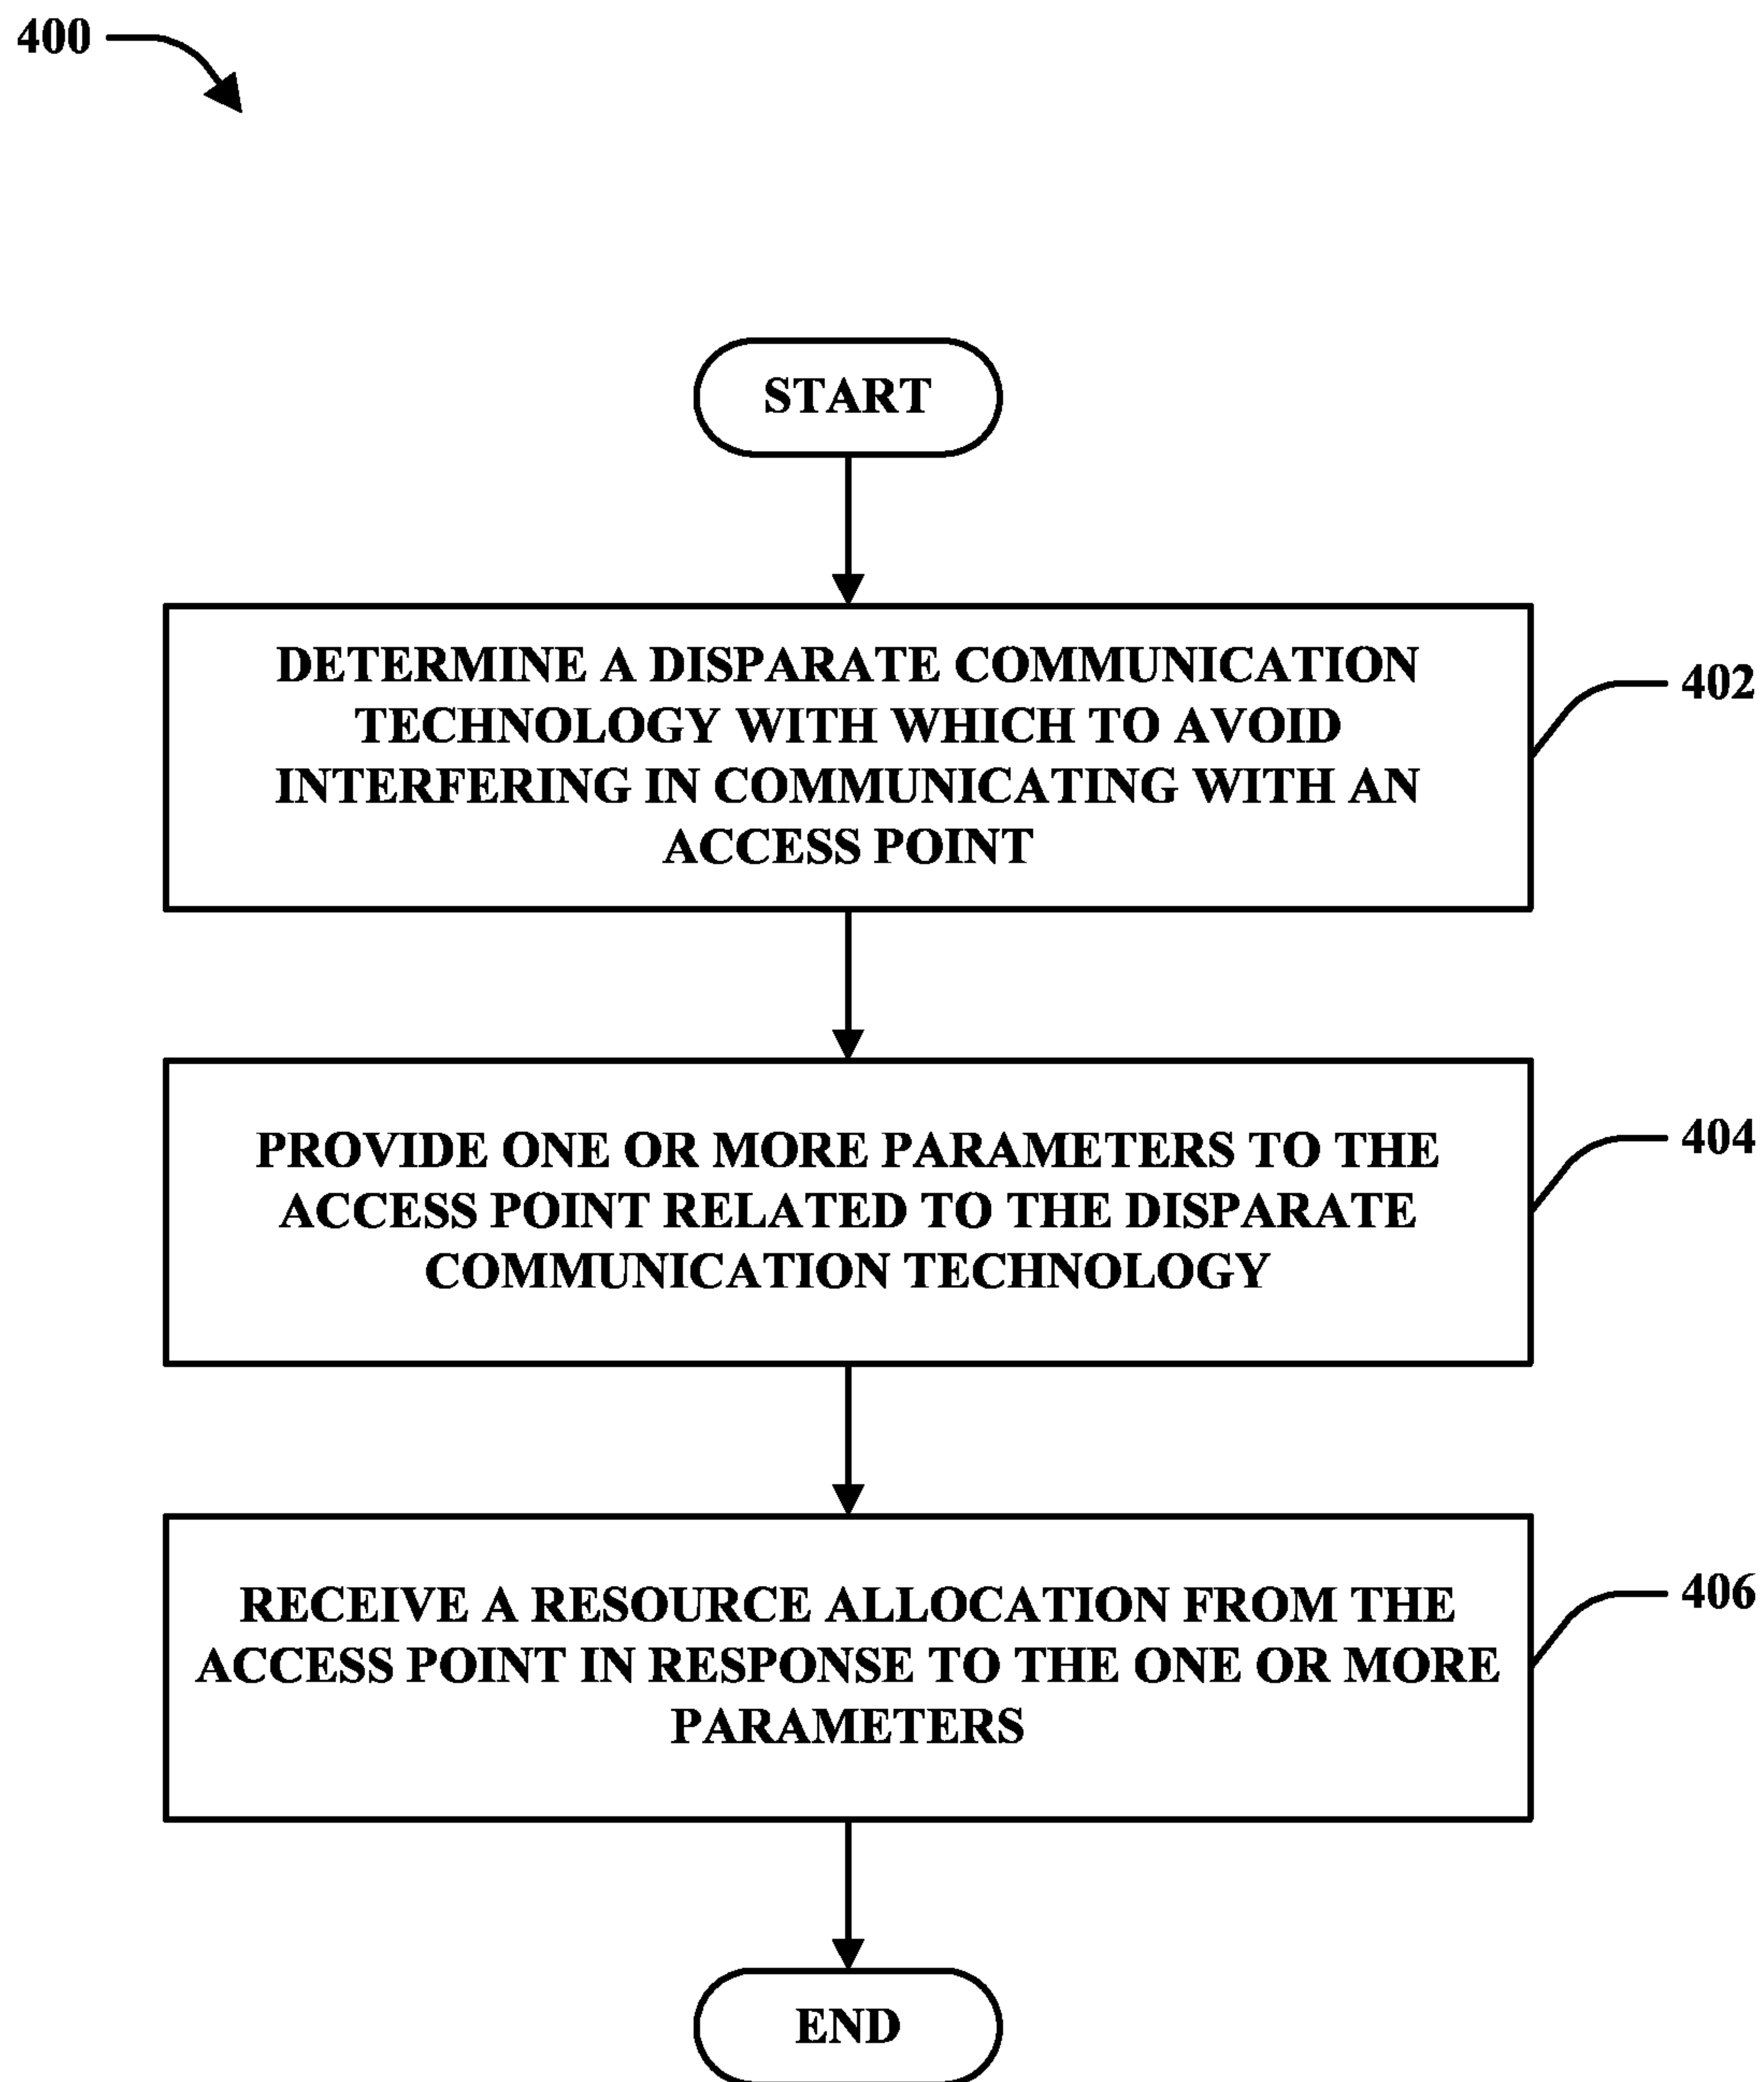 400
START
DETERMINE A DISPARATE COMMUNICATION
TECHNOLOGY WITH WHICH TO AVOID
INTERFERING IN COMMUNICATING WITH AN
ACCESS POINT
402
PROVIDE ONE OR MORE PARAMETERS TO THE
ACCESS POINT RELATED TO THE DISPARATE
COMMUNICATION TECHNOLOGY
404
RECEIVE A RESOURCE ALLOCATION FROM THE
ACCESS POINT IN RESPONSE TO THE ONE OR MORE
PARAMETERS
406
END